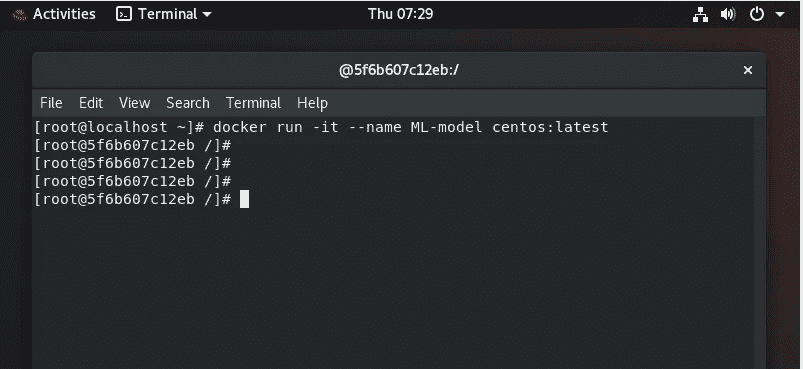 Activities Terminal Thu 07:29
@5f6b607c12eb:/
File Edit View Search Terminal Help
[root@localhost ~]# docker run -it --name ML-model centos:latest
[root@5f6b607c12eb /]#
[root@5f6b607c12eb /]#
[root@5f6b607c12eb /]#
[root@5f6b607c12eb /]#